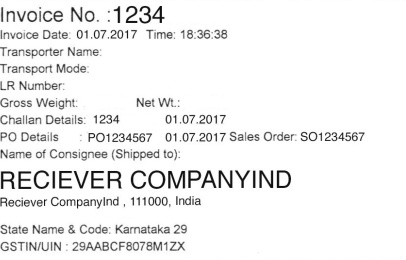 Invoice No. :1234
Invoice Date: 01.07.2017 Time: 18:36:38
Transporter Name:
Transport Mode:
LR Number:
Gross Weight: Net Wt.:
Challan Details: 1234 01.07.2017
PO Details : PO1234567 01.07.2017 Sales Order: SO1234567
Name of Consignee (Shipped to):
RECIEVER COMPANYIND
Reciever CompanyInd , 111000, India
State Name & Code: Karnataka 29
GSTIN/UIN : 29AABCF8078M1ZX